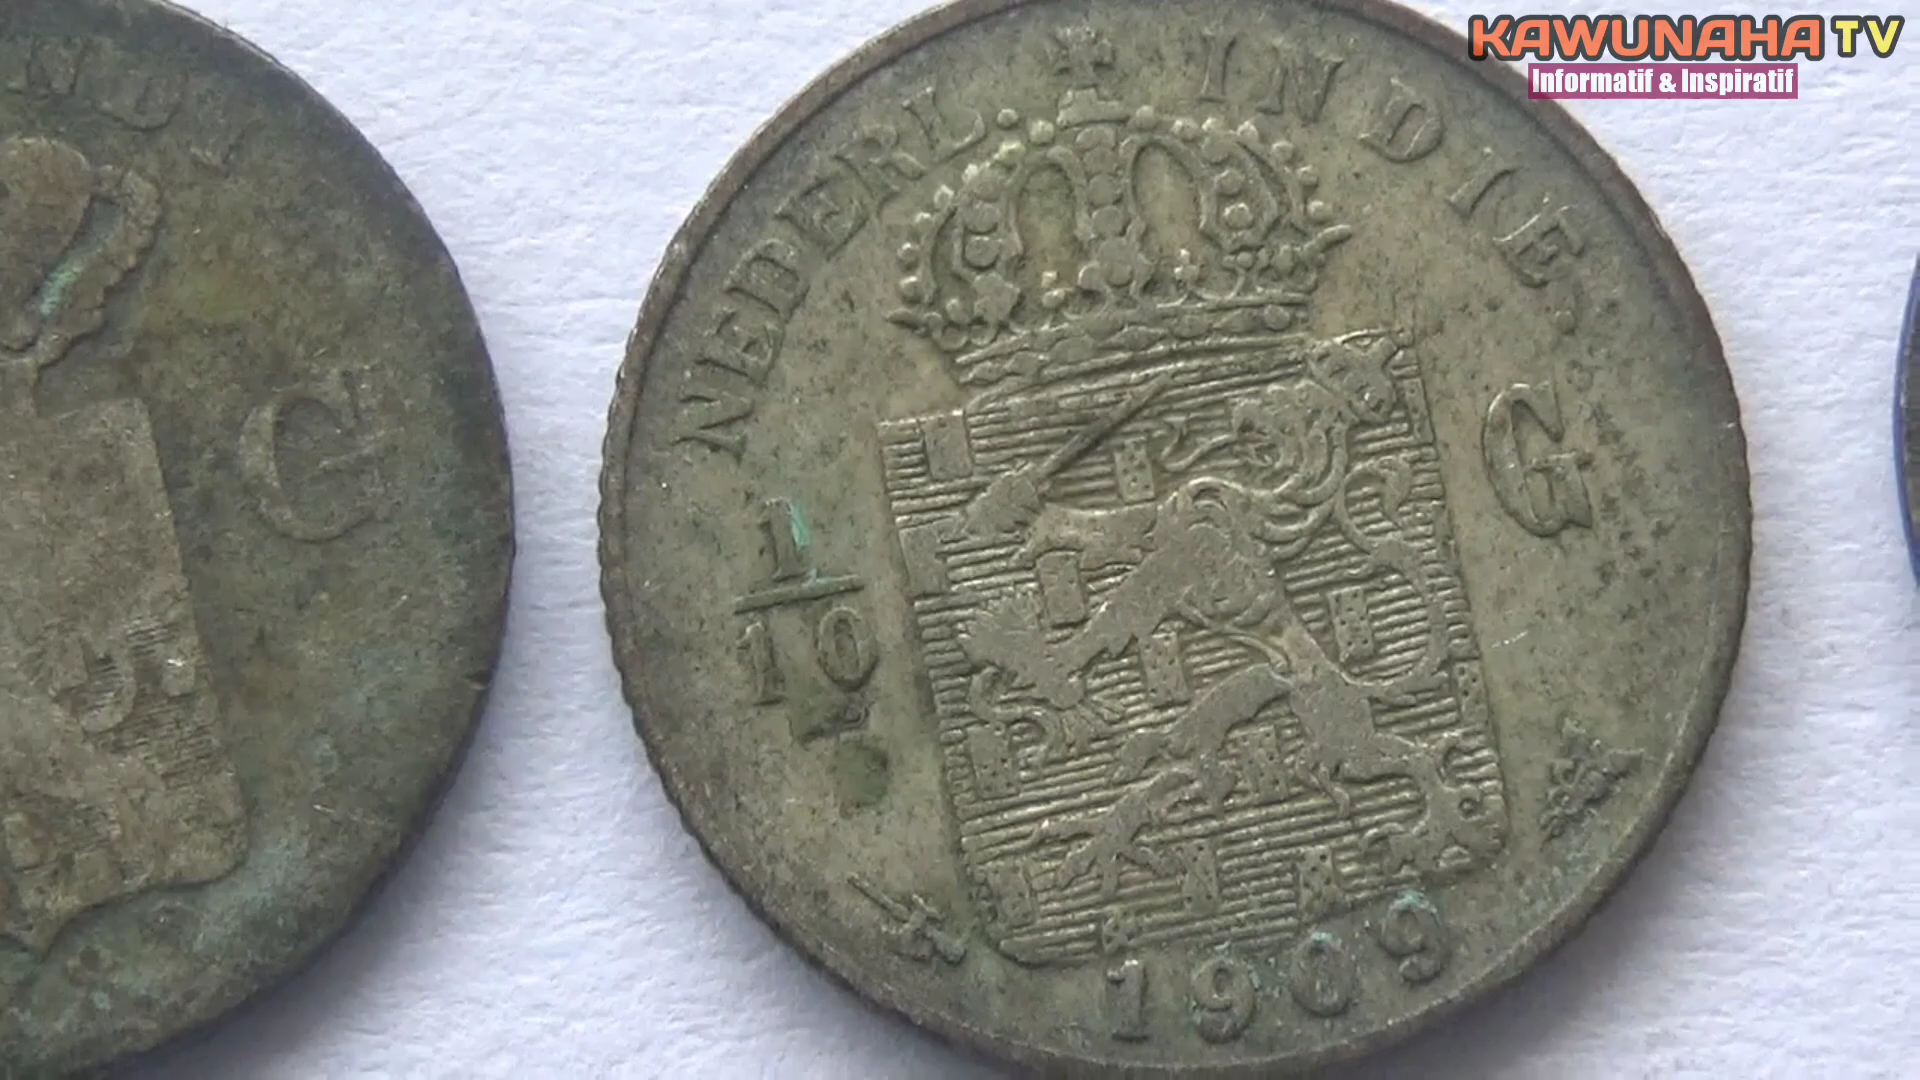 KAWUNAHA TV
Informatif & Inspiratif
NEDERL. INDIE.
1/10
G
1909
G